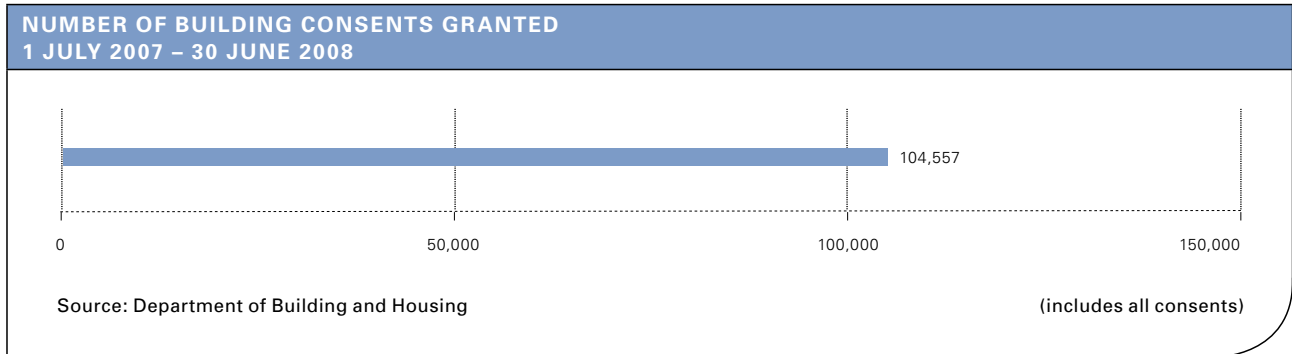 NUMBER OF BUILDING CONSENTS GRANTED
1 JULY 2007 – 30 JUNE 2008
104,557
0 50,000 100,000 150,000
Source: Department of Building and Housing (includes all consents)